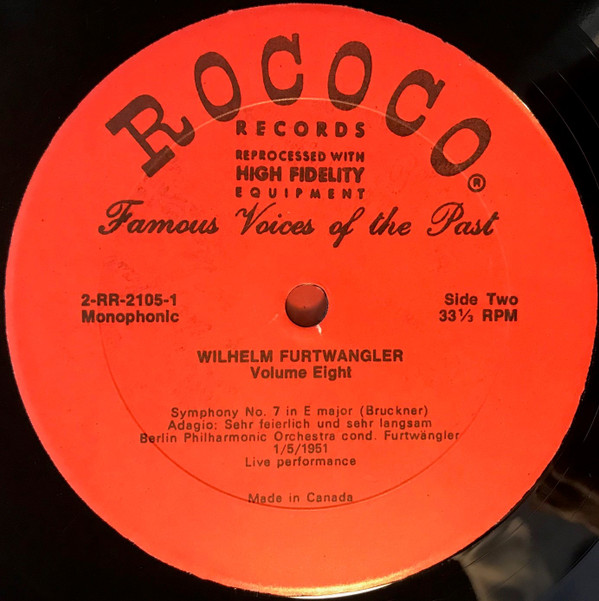 ROCOCO
®
RECORDS
REPROCESSED WITH
HIGH FIDELITY
EQUIPMENT
Famous Voices of the Past
2-RR-2105-1
Monophonic
Side Two
33⅓ RPM
WILHELM FURTWANGLER
Volume Eight
Symphony No. 7 in E major (Bruckner)
Adagio: Sehr feierlich und sehr langsam
Berlin Philharmonic Orchestra cond. Furtwängler
1/5/1951
Live performance
Made in Canada